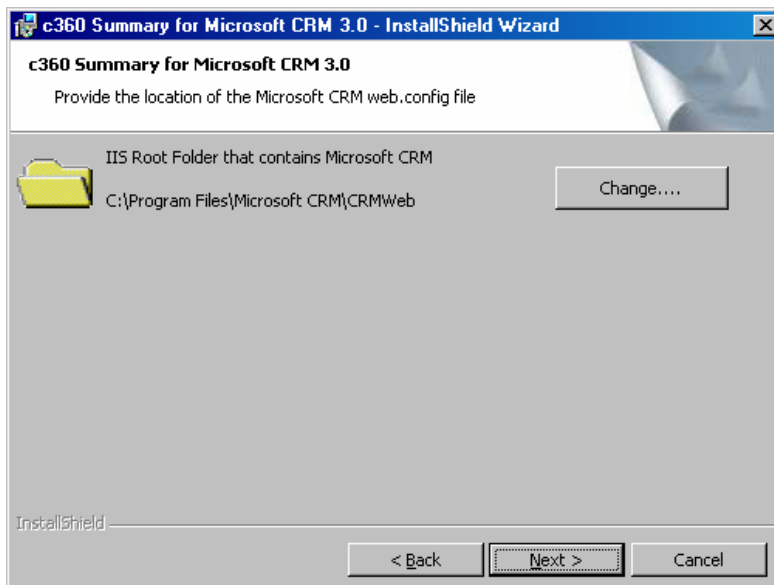 c360 Summary for Microsoft CRM 3.0 - InstallShield Wizard
c360 Summary for Microsoft CRM 3.0
Provide the location of the Microsoft CRM web.config file
IIS Root Folder that contains Microsoft CRM
Change....
C:\Program Files\Microsoft CRM\CRMWeb
InstallShield
< Back
Next >
Cancel